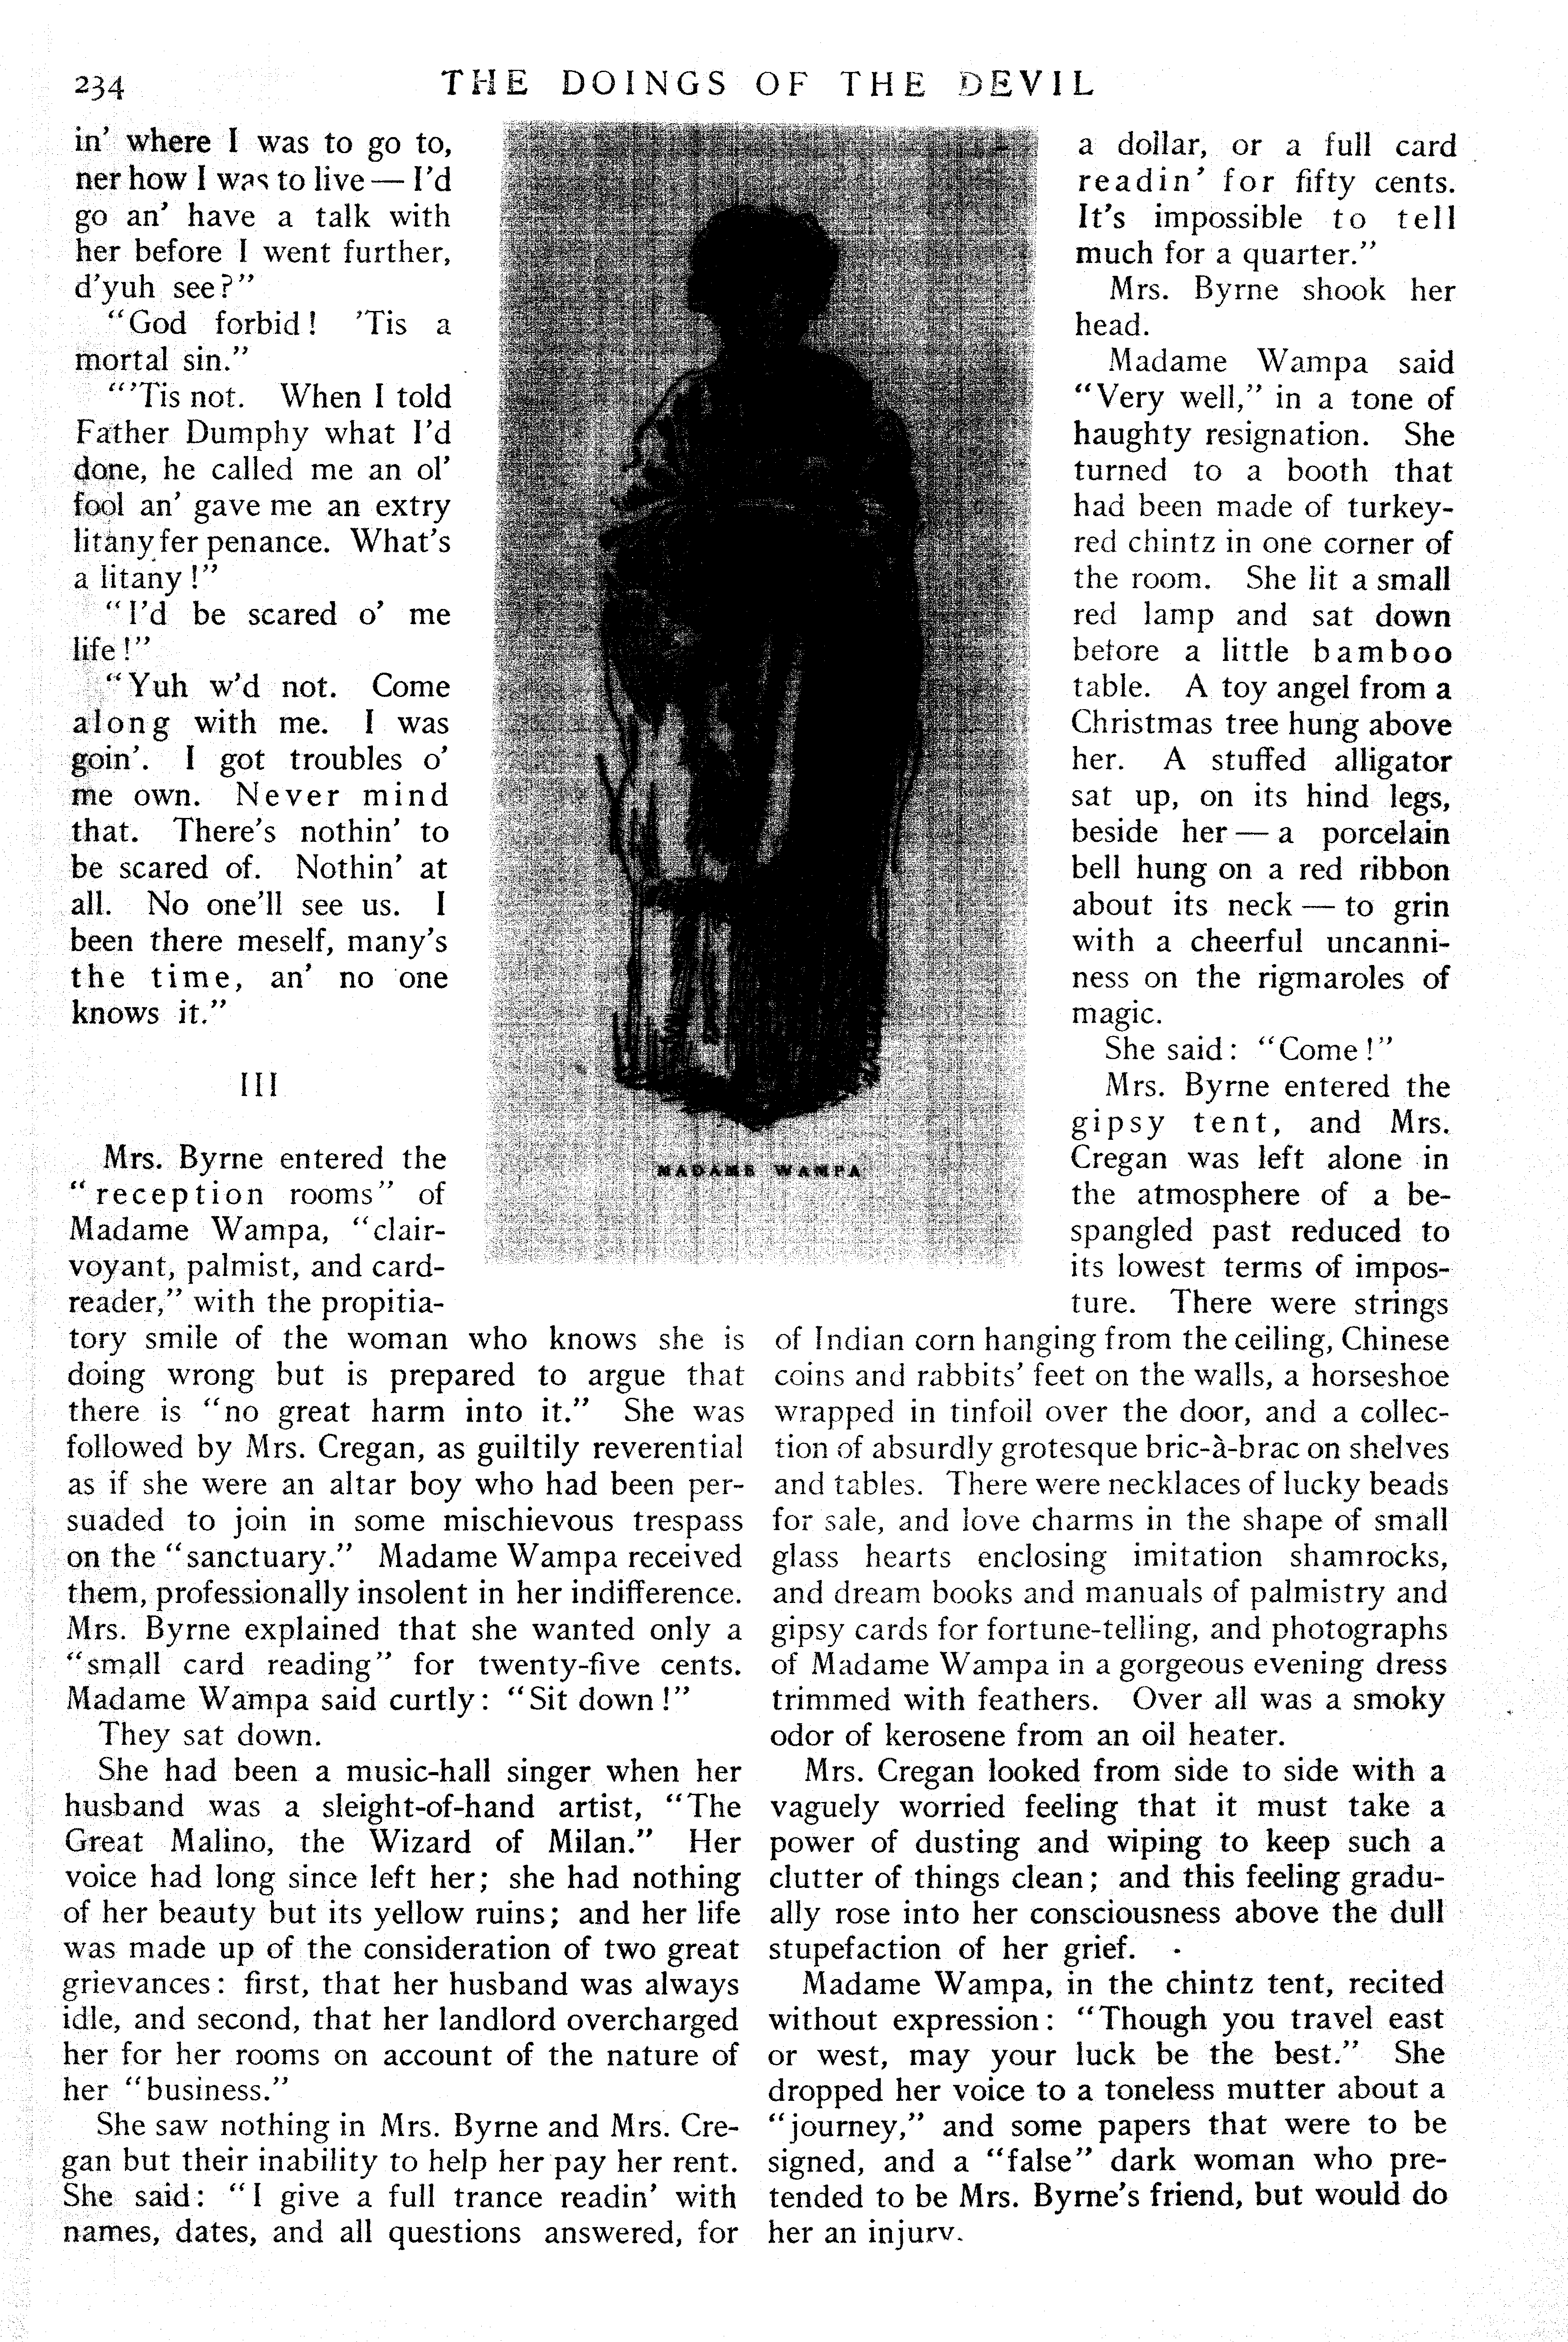 234
THE DOINGS OF THE DEVIL
in' where I was to go to,
ner how I was to live — I'd
go an' have a talk with
her before I went further,
d'yuh see?"
"God forbid! 'Tis a
mortal sin."
"'Tis not. When I told
Father Dumphy what I'd
done, he called me an ol'
fool an' gave me an extry
litany fer penance. What's
a litany!"
"I'd be scared o' me
life!"
"Yuh w'd not. Come
along with me. I was
goin'. I got troubles o'
me own. Never mind
that. There's nothin' to
be scared of. Nothin' at
all. No one'll see us. I
been there meself, many's
the time, an' no one
knows it."
III
Mrs. Byrne entered the
"reception rooms" of
Madame Wampa, "clair-
voyant, palmist, and card-
reader," with the propitia-
tory smile of the woman who knows she is
doing wrong but is prepared to argue that
there is "no great harm into it." She was
followed by Mrs. Cregan, as guiltily reverential
as if she were an altar boy who had been per-
suaded to join in some mischievous trespass
on the "sanctuary." Madame Wampa received
them, professionally insolent in her indifference.
Mrs. Byrne explained that she wanted only a
"small card reading" for twenty-five cents.
Madame Wampa said curtly: "Sit down!"
They sat down.
She had been a music-hall singer when her
husband was a sleight-of-hand artist, "The
Great Malino, the Wizard of Milan." Her
voice had long since left her; she had nothing
of her beauty but its yellow ruins; and her life
was made up of the consideration of two great
grievances: first, that her husband was always
idle, and second, that her landlord overcharged
her for her rooms on account of the nature of
her "business."
She saw nothing in Mrs. Byrne and Mrs. Cre-
gan but their inability to help her pay her rent.
She said: "I give a full trance readin' with
names, dates, and all questions answered, for
MADAME WAMPA
a dollar, or a full card
readin' for fifty cents.
It's impossible to tell
much for a quarter."
Mrs. Byrne shook her
head.
Madame Wampa said
"Very well," in a tone of
haughty resignation. She
turned to a booth that
had been made of turkey-
red chintz in one corner of
the room. She lit a small
red lamp and sat down
before a little bamboo
table. A toy angel from a
Christmas tree hung above
her. A stuffed alligator
sat up, on its hind legs,
beside her — a porcelain
bell hung on a red ribbon
about its neck — to grin
with a cheerful uncanni-
ness on the rigmaroles of
magic.
She said: "Come!"
Mrs. Byrne entered the
gipsy tent, and Mrs.
Cregan was left alone in
the atmosphere of a be-
spangled past reduced to
its lowest terms of impos-
ture. There were strings
of Indian corn hanging from the ceiling, Chinese
coins and rabbits' feet on the walls, a horseshoe
wrapped in tinfoil over the door, and a collec-
tion of absurdly grotesque bric-à-brac on shelves
and tables. There were necklaces of lucky beads
for sale, and love charms in the shape of small
glass hearts enclosing imitation shamrocks,
and dream books and manuals of palmistry and
gipsy cards for fortune-telling, and photographs
of Madame Wampa in a gorgeous evening dress
trimmed with feathers. Over all was a smoky
odor of kerosene from an oil heater.
Mrs. Cregan looked from side to side with a
vaguely worried feeling that it must take a
power of dusting and wiping to keep such a
clutter of things clean; and this feeling gradu-
ally rose into her consciousness above the dull
stupefaction of her grief.
Madame Wampa, in the chintz tent, recited
without expression: "Though you travel east
or west, may your luck be the best." She
dropped her voice to a toneless mutter about a
"journey," and some papers that were to be
signed, and a "false" dark woman who pre-
tended to be Mrs. Byrne's friend, but would do
her an injury.